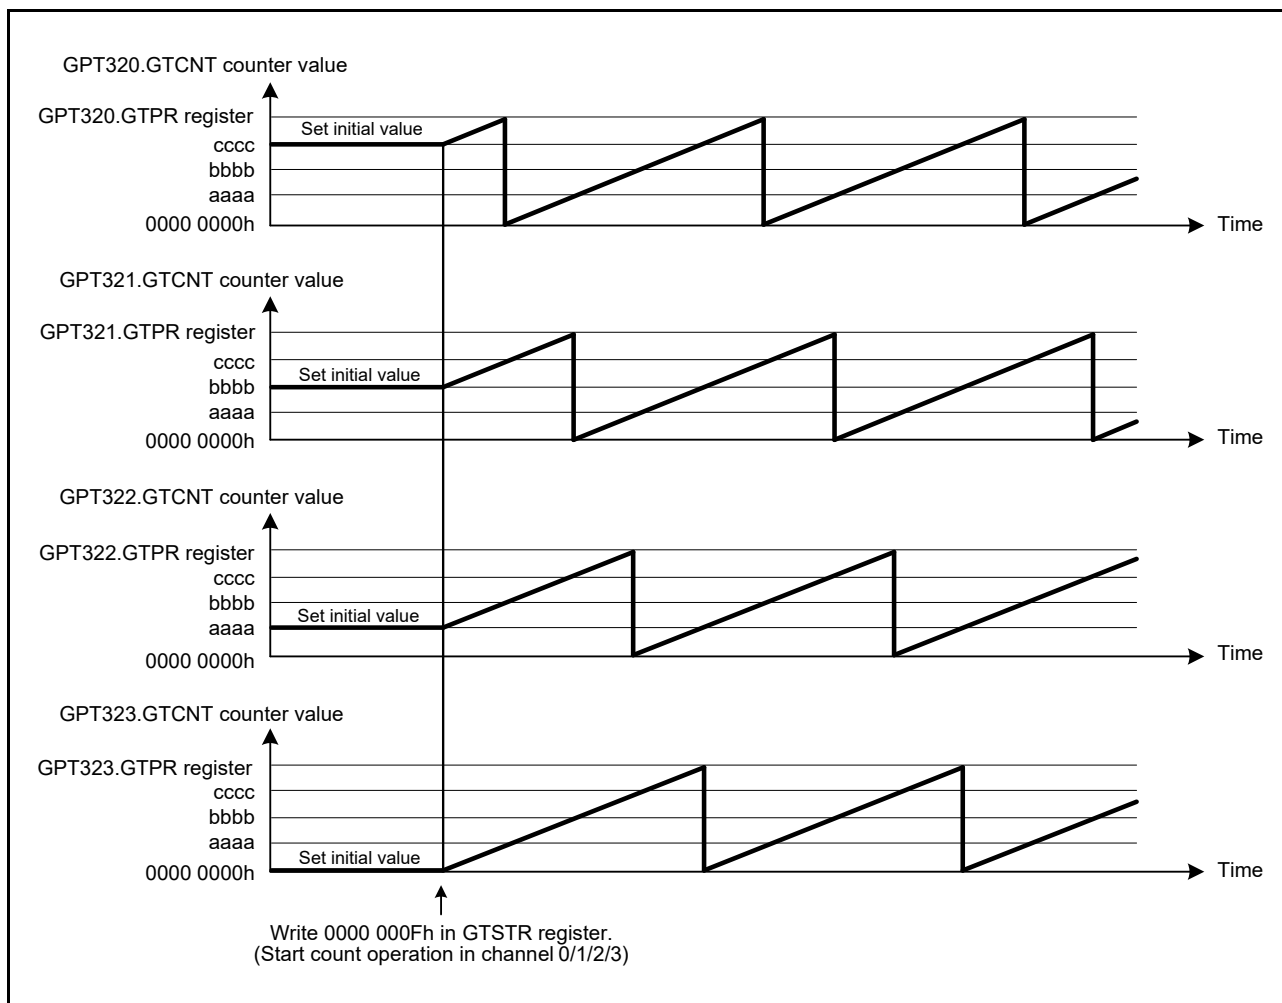 GPT320.GTCNT counter value
GPT320.GTPR register
Set initial value
cccc
bbbb
aaaa
0000 0000h
Time
GPT321.GTCNT counter value
GPT321.GTPR register
cccc
Set initial value
bbbb
aaaa
0000 0000h
Time
GPT322.GTCNT counter value
GPT322.GTPR register
cccc
bbbb
Set initial value
aaaa
0000 0000h
Time
GPT323.GTCNT counter value
GPT323.GTPR register
cccc
bbbb
aaaa
Set initial value
0000 0000h
Time
Write 0000 000Fh in GTSTR register.
(Start count operation in channel 0/1/2/3)